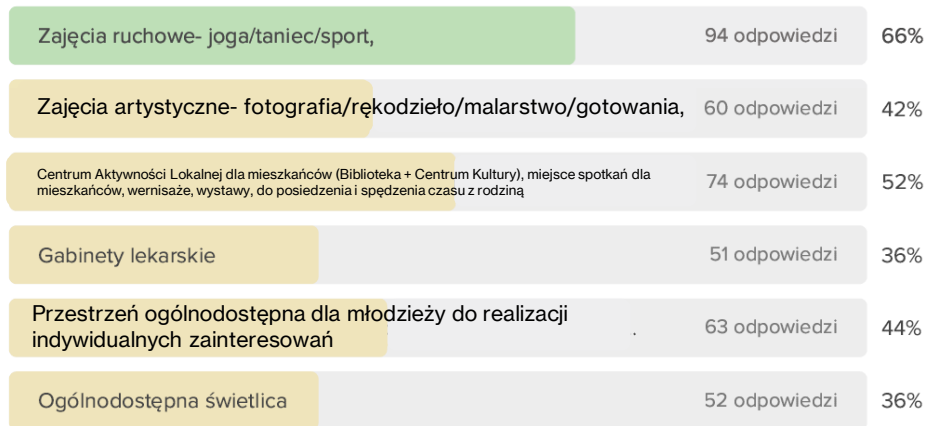 Zajęcia ruchowe- joga/taniec/sport, 94 odpowiedzi 66%
Zajęcia artystyczne- fotografia/rękodzieło/malarstwo/gotowania, 60 odpowiedzi 42%
Centrum Aktywności Lokalnej dla mieszkańców (Biblioteka + Centrum Kultury), miejsce spotkań dla
mieszkańców, wernisaże, wystawy, do posiedzenia i spędzenia czasu z rodziną 74 odpowiedzi 52%
Gabinety lekarskie 51 odpowiedzi 36%
Przestrzeń ogólnodostępna dla młodzieży do realizacji
indywidualnych zainteresowań . 63 odpowiedzi 44%
Ogólnodostępna świetlica 52 odpowiedzi 36%